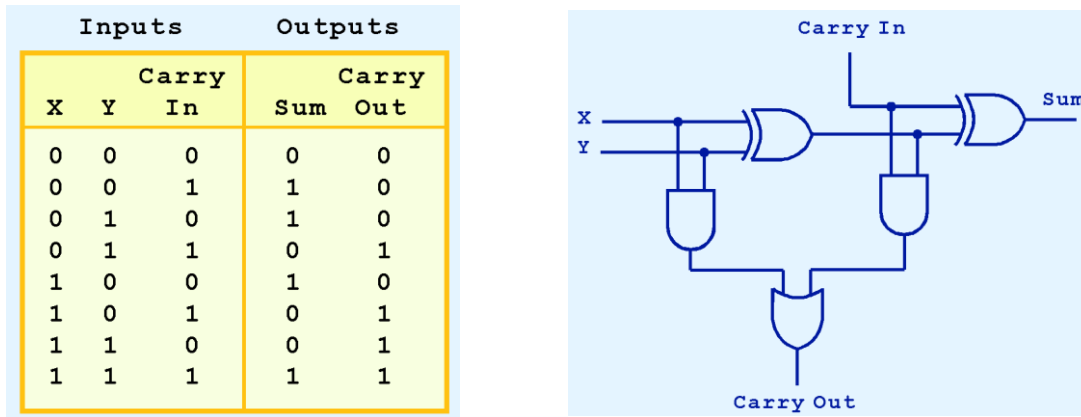 Inputs Outputs
Carry Carry
X Y In Sum Out
0 0 0 0 0
0 0 1 1 0
0 1 0 1 0
0 1 1 0 1
1 0 0 1 0
1 0 1 0 1
1 1 0 0 1
1 1 1 1 1
Carry In
Sum
X
Y
Carry Out